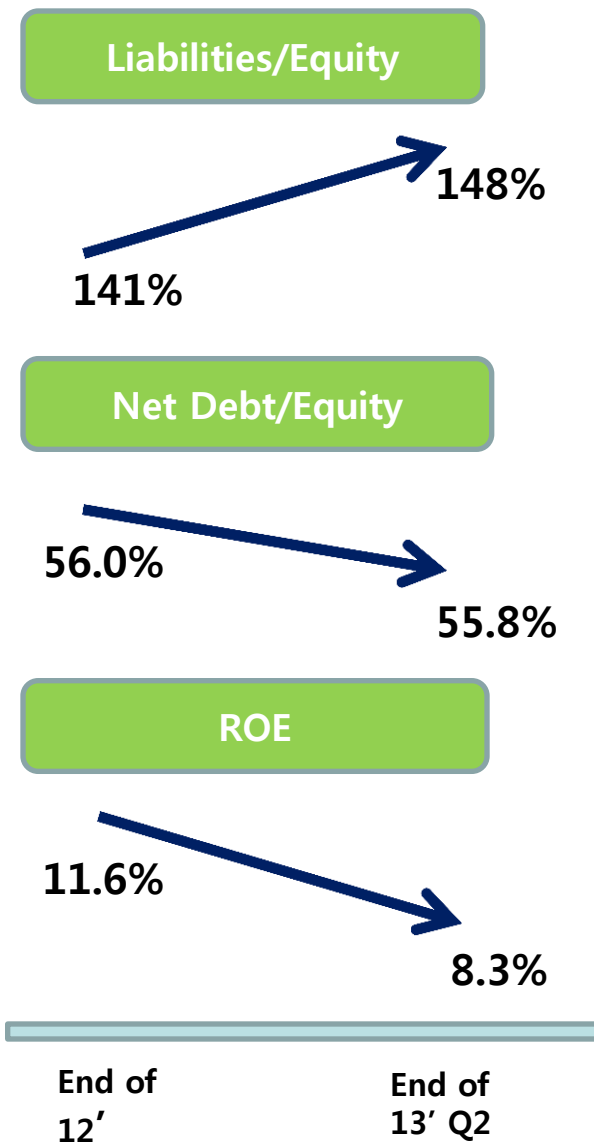 Liabilities/Equity
148%
141%
Net Debt/Equity
56.0%
55.8%
ROE
11.6%
8.3%
End of
12′
End of
13′ Q2